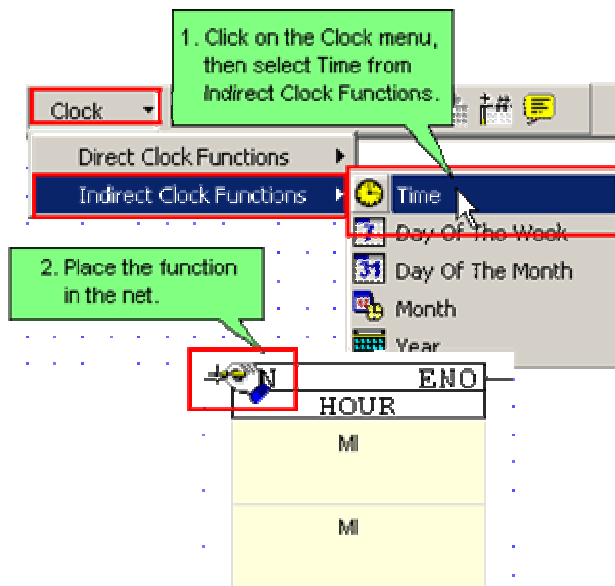 1. Click on the Clock menu,
then select Time from
Indirect Clock Functions.
Clock
Direct Clock Functions
Indirect Clock Functions
Time
Day Of The Week
Day Of The Month
Month
Year
2. Place the function
in the net.
N ENO
HOUR
MI
MI